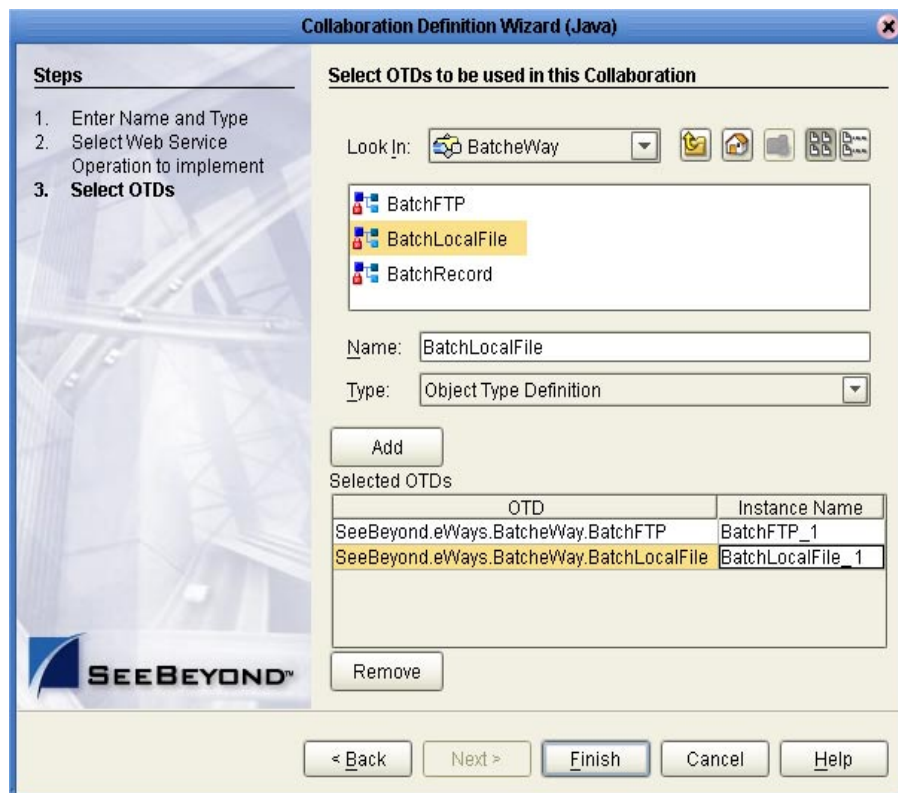 Collaboration Definition Wizard (Java)
Steps
1. Enter Name and Type
2. Select Web Service
Operation to implement
3. Select OTDs
SEEBEYOND™
Select OTDs to be used in this Collaboration
Look In: BatcheWay
BatchFTP
BatchLocalFile
BatchRecord
Name: BatchLocalFile
Type: Object Type Definition
Add
Selected OTDs
OTD Instance Name
SeeBeyond.eWays.BatcheWay.BatchFTP BatchFTP_1
SeeBeyond.eWays.BatcheWay.BatchLocalFile BatchLocalFile_1
Remove
< Back Next > Finish Cancel Help